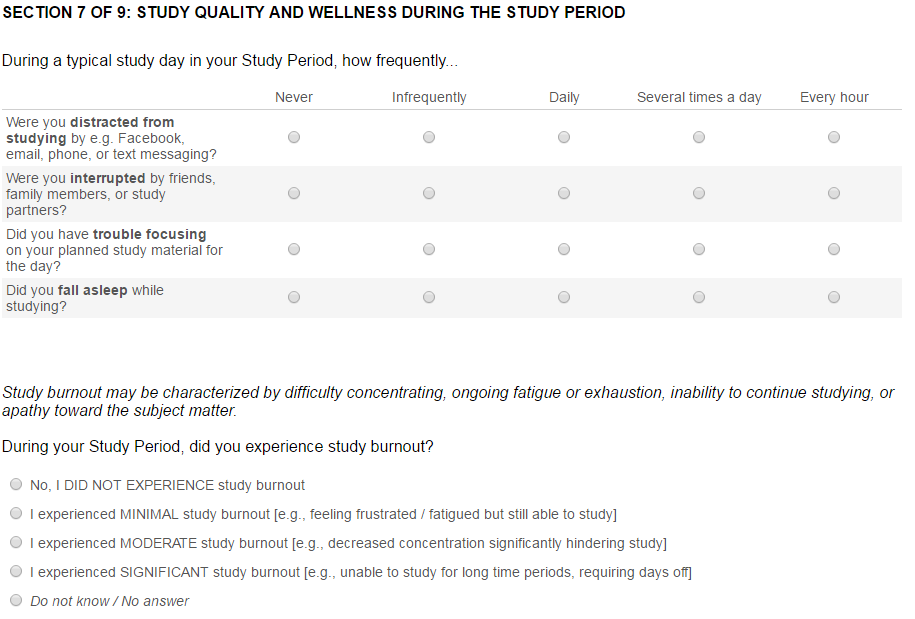 SECTION 7 OF 9: STUDY QUALITY AND WELLNESS DURING THE STUDY PERIOD
During a typical study day in your Study Period, how frequently...
Never Infrequently Daily Several times a day Every hour
Were you distracted from
studying by e.g. Facebook,
email, phone, or text messaging?
Were you interrupted by friends,
family members, or study
partners?
Did you have trouble focusing
on your planned study material for
the day?
Did you fall asleep while
studying?
Study burnout may be characterized by difficulty concentrating, ongoing fatigue or exhaustion, inability to continue studying, or
apathy toward the subject matter.
During your Study Period, did you experience study burnout?
No, I DID NOT EXPERIENCE study burnout
I experienced MINIMAL study burnout [e.g., feeling frustrated / fatigued but still able to study]
I experienced MODERATE study burnout [e.g., decreased concentration significantly hindering study]
I experienced SIGNIFICANT study burnout [e.g., unable to study for long time periods, requiring days off]
Do not know / No answer